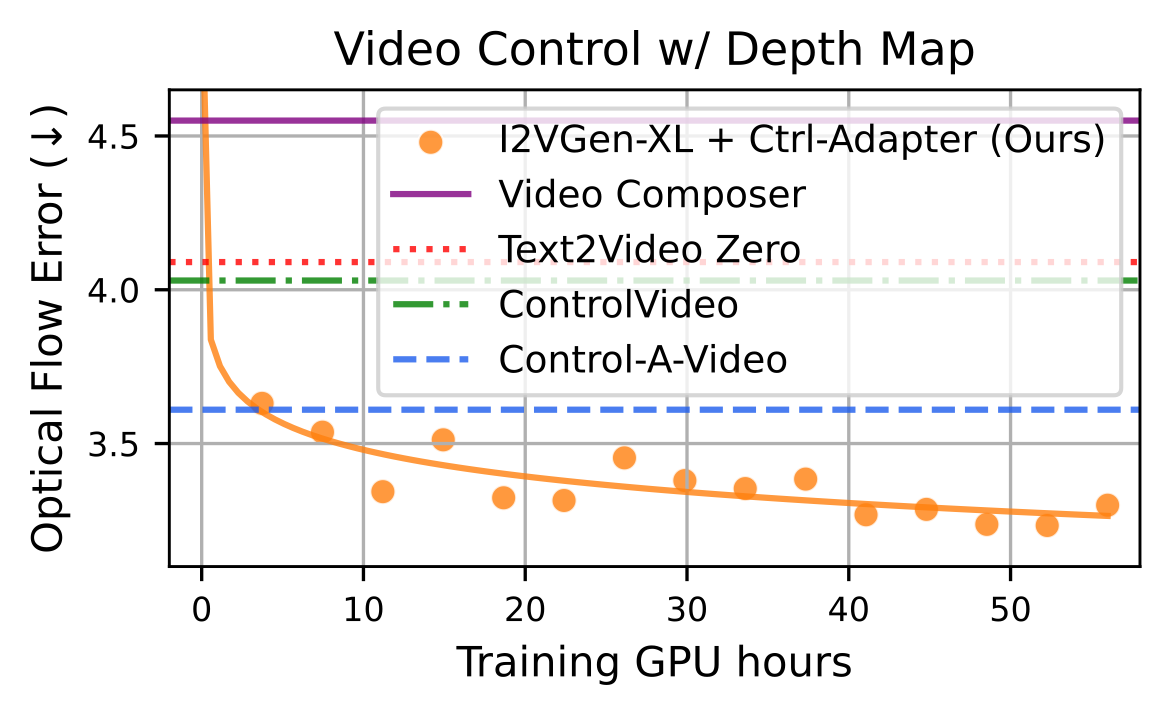 Video Control w/ Depth Map
Optical Flow Error (↓)
4.5
4.0
3.5
I2VGen-XL + Ctrl-Adapter (Ours)
Video Composer
Text2Video Zero
ControlVideo
Control-A-Video
0 10 20 30 40 50
Training GPU hours